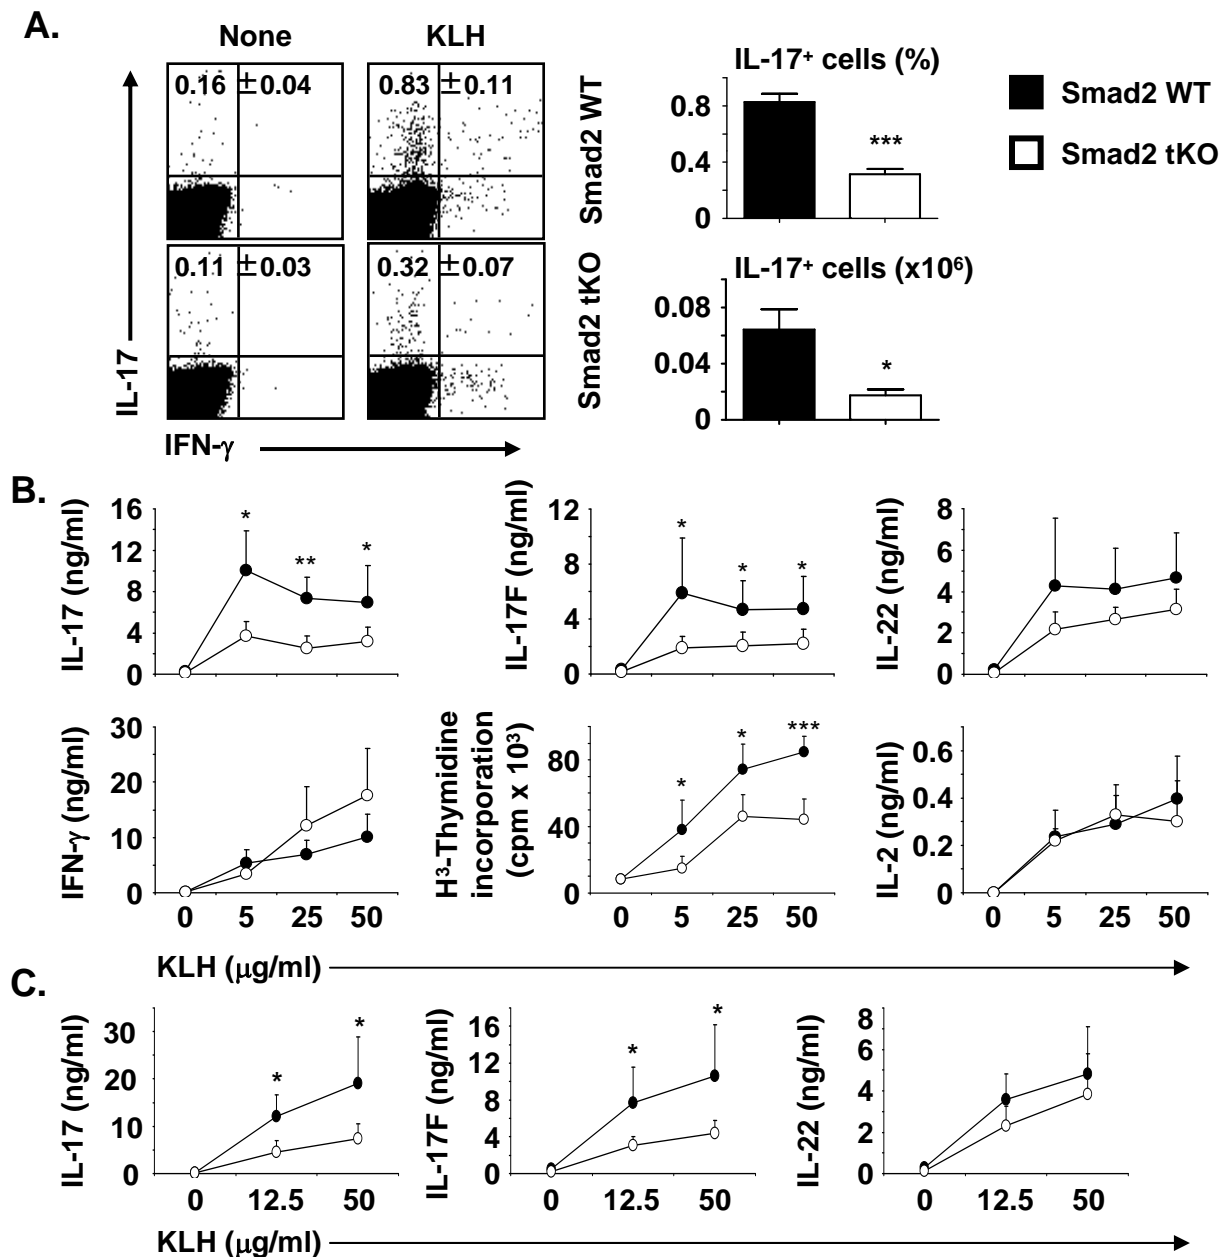 A.
None
KLH
0.16 ±0.04
0.83 ±0.11
0.11 ±0.03
0.32 ±0.07
IL-17
IFN-γ
Smad2 WT
Smad2 tKO
IL-17⁺ cells (%)
0.8
0.4
0
***
IL-17⁺ cells (x10⁶)
0.08
0.04
0
*
Smad2 WT
Smad2 tKO
B.
IL-17 (ng/ml)
16
12
8
4
0
*
**
*
IL-17F (ng/ml)
12
8
4
0
*
*
*
IL-22 (ng/ml)
8
6
4
2
0
IFN-γ (ng/ml)
30
20
10
0
0 5 25 50
H³-Thymidine
incorporation
(cpm x 10³)
80
40
0
*
*
***
0 5 25 50
IL-2 (ng/ml)
0.6
0.4
0.2
0
0 5 25 50
KLH (μg/ml)
C.
IL-17 (ng/ml)
30
20
10
0
*
*
0 12.5 50
IL-17F (ng/ml)
16
12
8
4
0
*
*
0 12.5 50
IL-22 (ng/ml)
8
6
4
2
0
0 12.5 50
KLH (μg/ml)